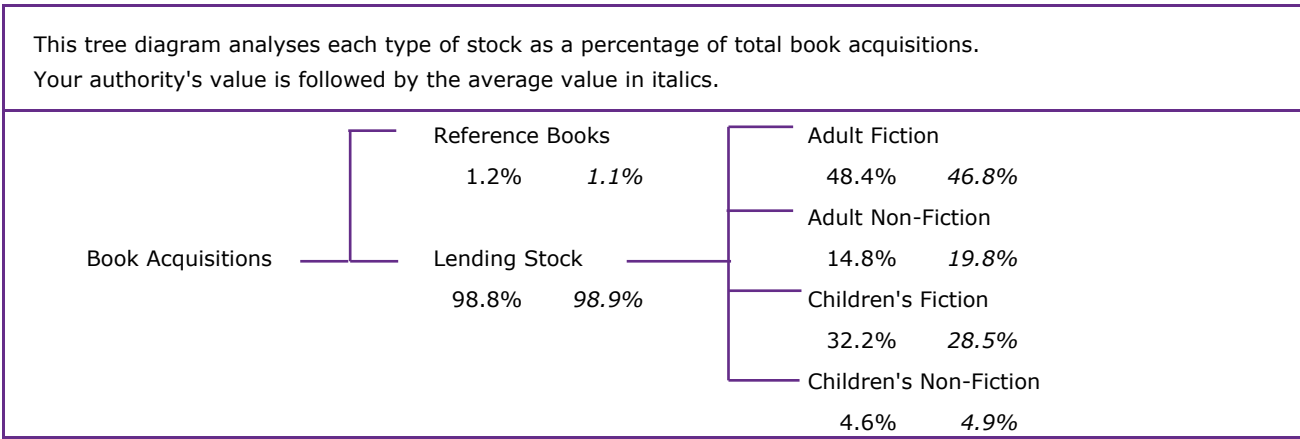 This tree diagram analyses each type of stock as a percentage of total book acquisitions.
Your authority's value is followed by the average value in italics.
Reference Books
1.2% 1.1%
Book Acquisitions
Lending Stock
98.8% 98.9%
Adult Fiction
48.4% 46.8%
Adult Non-Fiction
14.8% 19.8%
Children's Fiction
32.2% 28.5%
Children's Non-Fiction
4.6% 4.9%